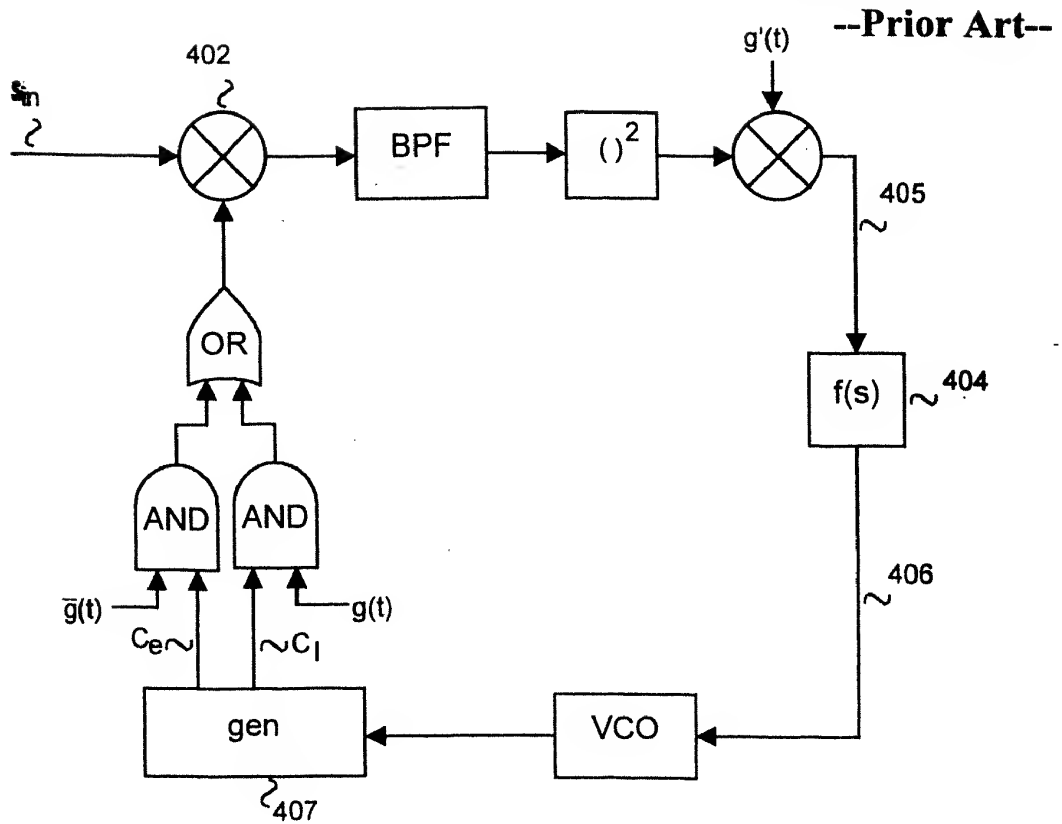 --Prior Art--
402
g'(t)
s_in
BPF
( )²
405
OR
f(s)
404
AND
AND
406
g̅(t)
g(t)
C_e
C_l
gen
VCO
407